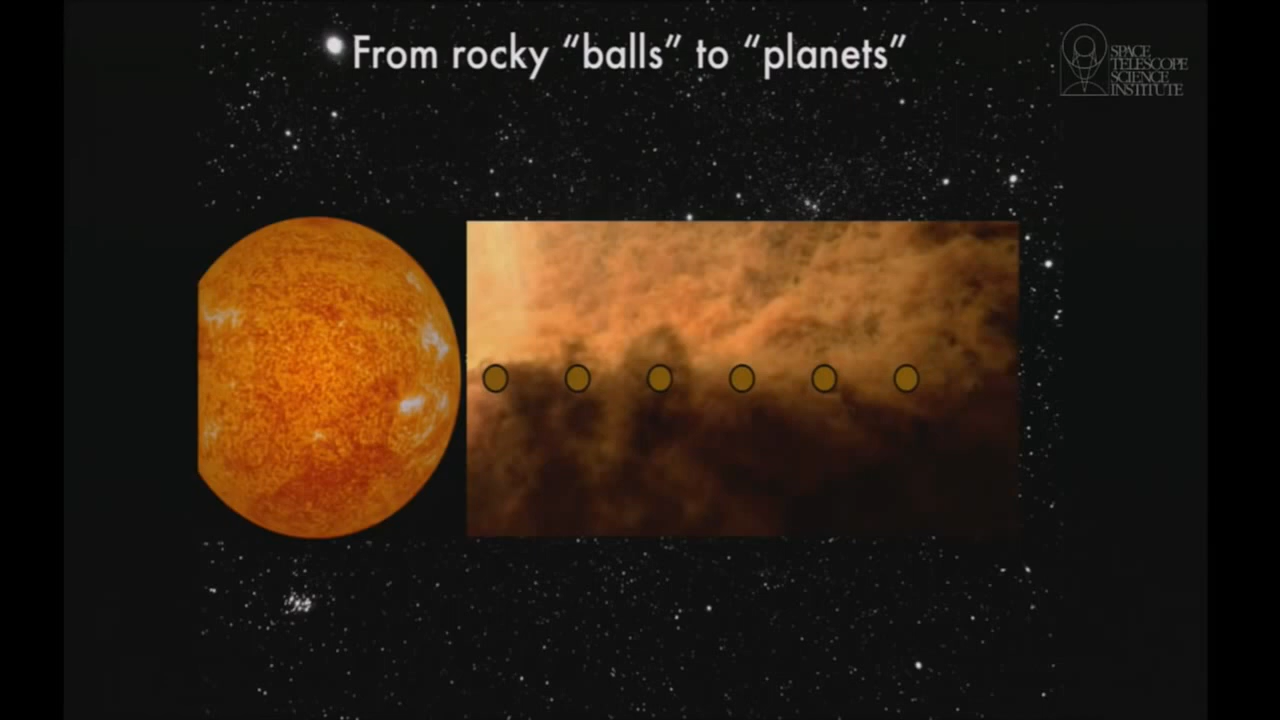 From rocky “balls” to “planets”
SPACE
TELESCOPE
SCIENCE
INSTITUTE